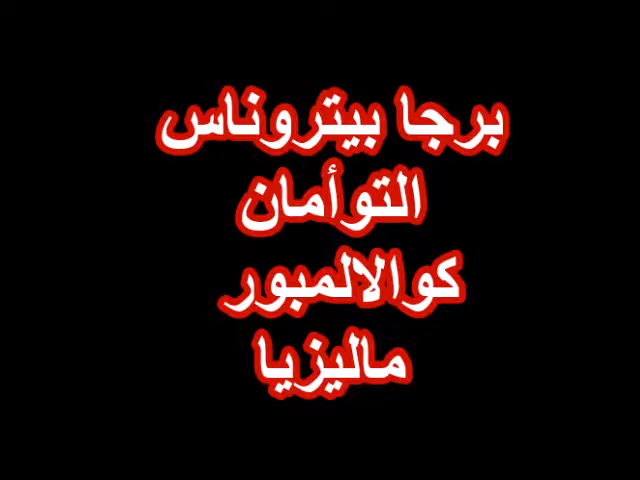 برجا بيتروناس
التوأمان
كوالالمبور
ماليزيا